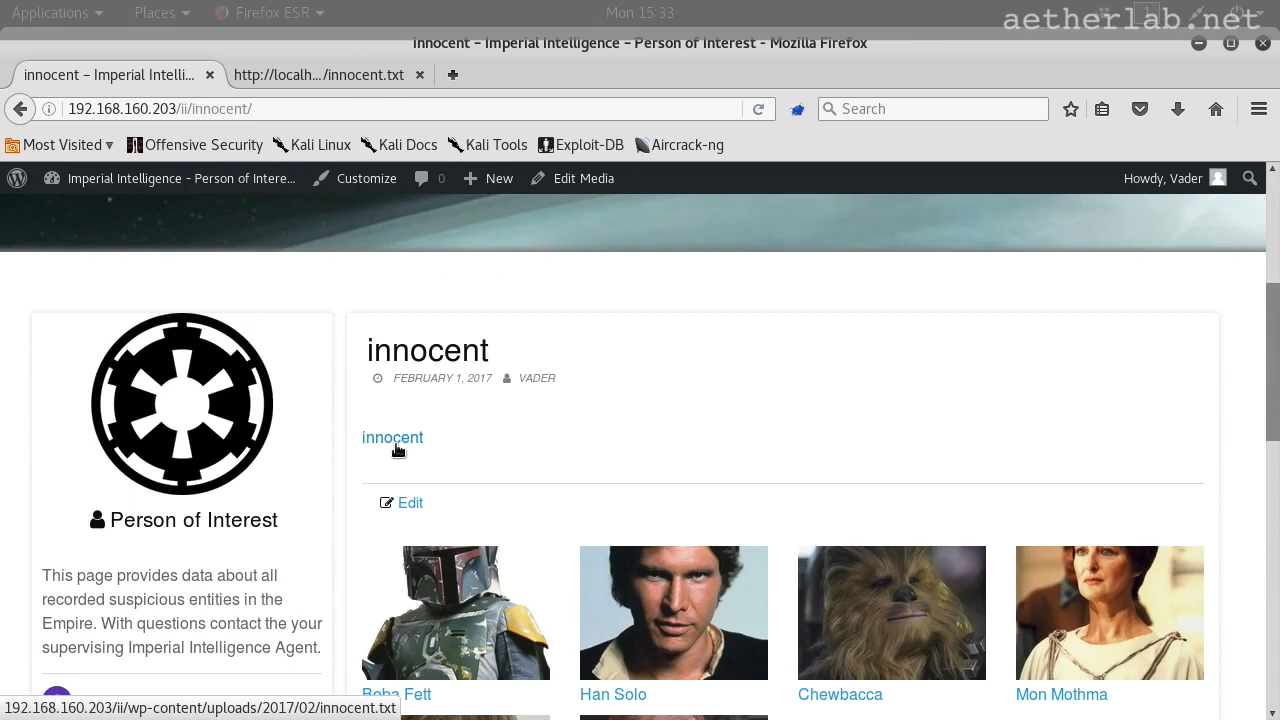 Applications Places Firefox ESR Mon 15:33 1
aetherlab.net
innocent – Imperial Intelligence – Person of Interest - Mozilla Firefox
innocent – Imperial Intelli... http://localh.../innocent.txt
192.168.160.203/ii/innocent/ Search
Most Visited Offensive Security Kali Linux Kali Docs Kali Tools Exploit-DB Aircrack-ng
Imperial Intelligence - Person of Intere... Customize 0 New Edit Media Howdy, Vader
innocent
FEBRUARY 1, 2017 VADER
innocent
Edit
Person of Interest
This page provides data about all
recorded suspicious entities in the
Empire. With questions contact the your
supervising Imperial Intelligence Agent.
Boba Fett Han Solo Chewbacca Mon Mothma
192.168.160.203/ii/wp-content/uploads/2017/02/innocent.txt